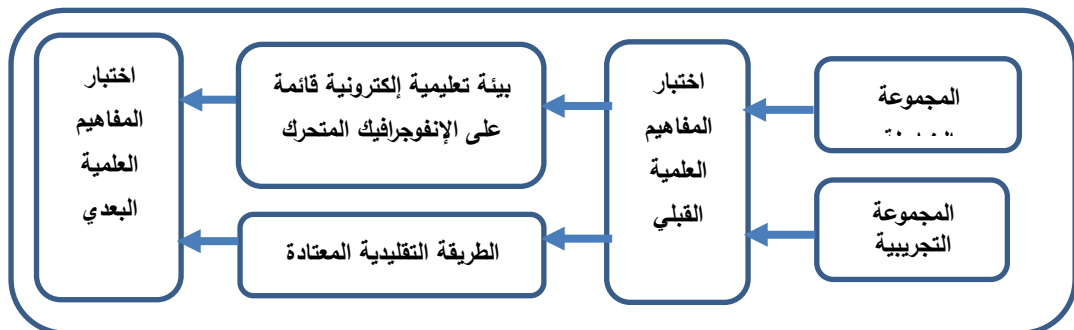 المجموعة
المجموعة
التجريبية
اختبار
المفاهيم
العلمية
القبلي
بيئة تعليمية إلكترونية قائمة
على الإنفوجرافيك المتحرك
الطريقة التقليدية المعتادة
اختبار
المفاهيم
العلمية
البعدي